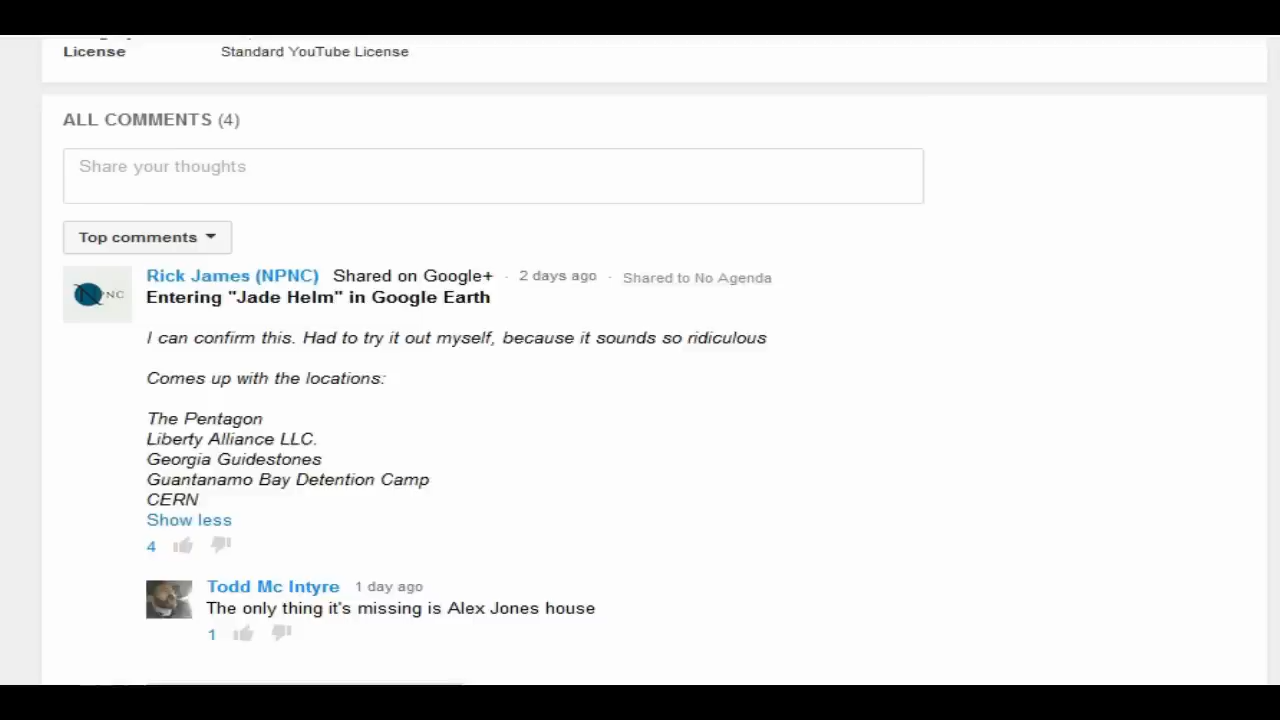 License Standard YouTube License
ALL COMMENTS (4)
Share your thoughts
Top comments
NPNC
Rick James (NPNC) Shared on Google+ · 2 days ago · Shared to No Agenda
Entering "Jade Helm" in Google Earth
I can confirm this. Had to try it out myself, because it sounds so ridiculous
Comes up with the locations:
The Pentagon
Liberty Alliance LLC.
Georgia Guidestones
Guantanamo Bay Detention Camp
CERN
Show less
4
Todd Mc Intyre 1 day ago
The only thing it's missing is Alex Jones house
1